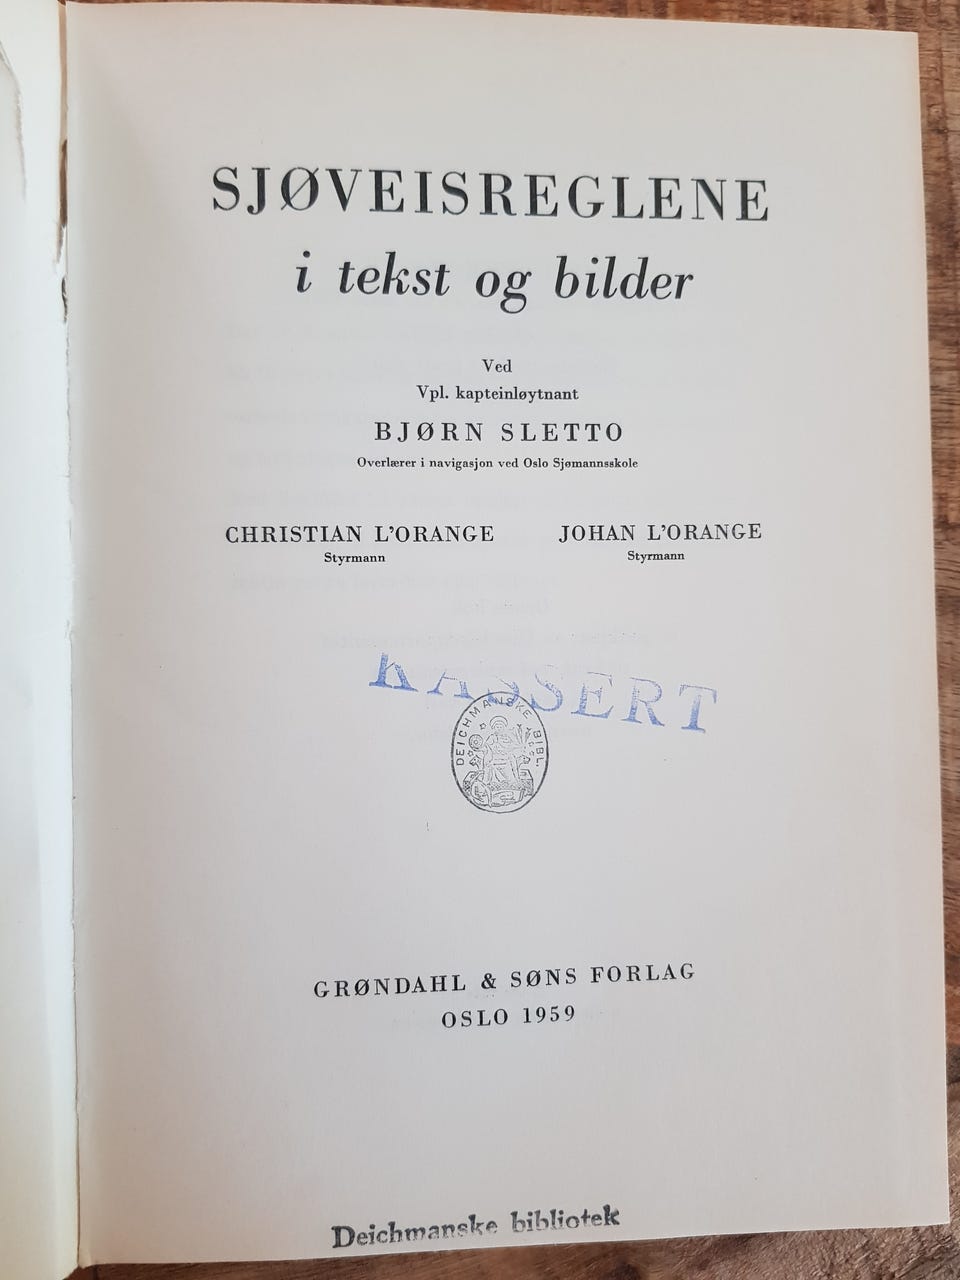 SJØVEISREGLENE
i tekst og bilder
Ved
Vpl. kapteinløytnant
BJØRN SLETTO
Overlærer i navigasjon ved Oslo Sjømannsskole
CHRISTIAN L'ORANGE
Styrmann
JOHAN L'ORANGE
Styrmann
KASSERT
DEICHMANSKE BIBL.
GRØNDAHL & SØNS FORLAG
OSLO 1959
Deichmanske bibliotek